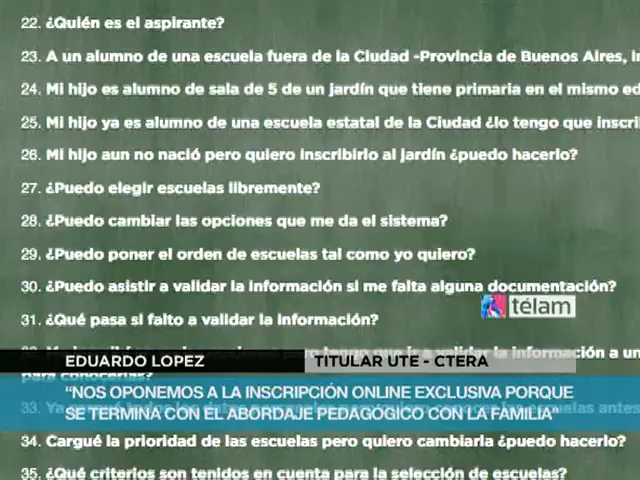 22. ¿Quién es el aspirante?
23. A un alumno de una escuela fuera de la Ciudad -Provincia de Buenos Aires,
24. Mi hijo es alumno de sala de 5 de un jardín que tiene primaria en el mismo
25. Mi hijo ya es alumno de una escuela estatal de la Ciudad ¿lo tengo que
26. Mi hijo aun no nació pero quiero inscribirlo al jardín ¿puedo hacerlo?
27. ¿Puedo elegir escuelas libremente?
28. ¿Puedo cambiar las opciones que me da el sistema?
29. ¿Puedo poner el orden de escuelas tal como yo quiero?
30. ¿Puedo asistir a validar la información si me falta alguna documentación?
télam
31. ¿Qué pasa si falto a validar la información?
EDUARDO LOPEZ
TITULAR UTE - CTERA
"NOS OPONEMOS A LA INSCRIPCIÓN ONLINE EXCLUSIVA PORQUE
SE TERMINA CON EL ABORDAJE PEDAGÓGICO CON LA FAMILIA"
34. Cargué la prioridad de las escuelas pero quiero cambiarla ¿puedo hacerlo?
35. ¿Qué criterios son tenidos en cuenta para la selección de escuelas?